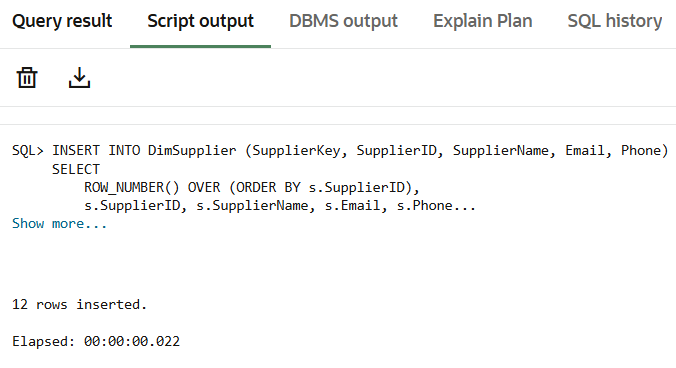 Query result Script output DBMS output Explain Plan SQL history
SQL> INSERT INTO DimSupplier (SupplierKey, SupplierID, SupplierName, Email, Phone)
SELECT
ROW_NUMBER() OVER (ORDER BY s.SupplierID),
s.SupplierID, s.SupplierName, s.Email, s.Phone...
Show more...
12 rows inserted.
Elapsed: 00:00:00.022